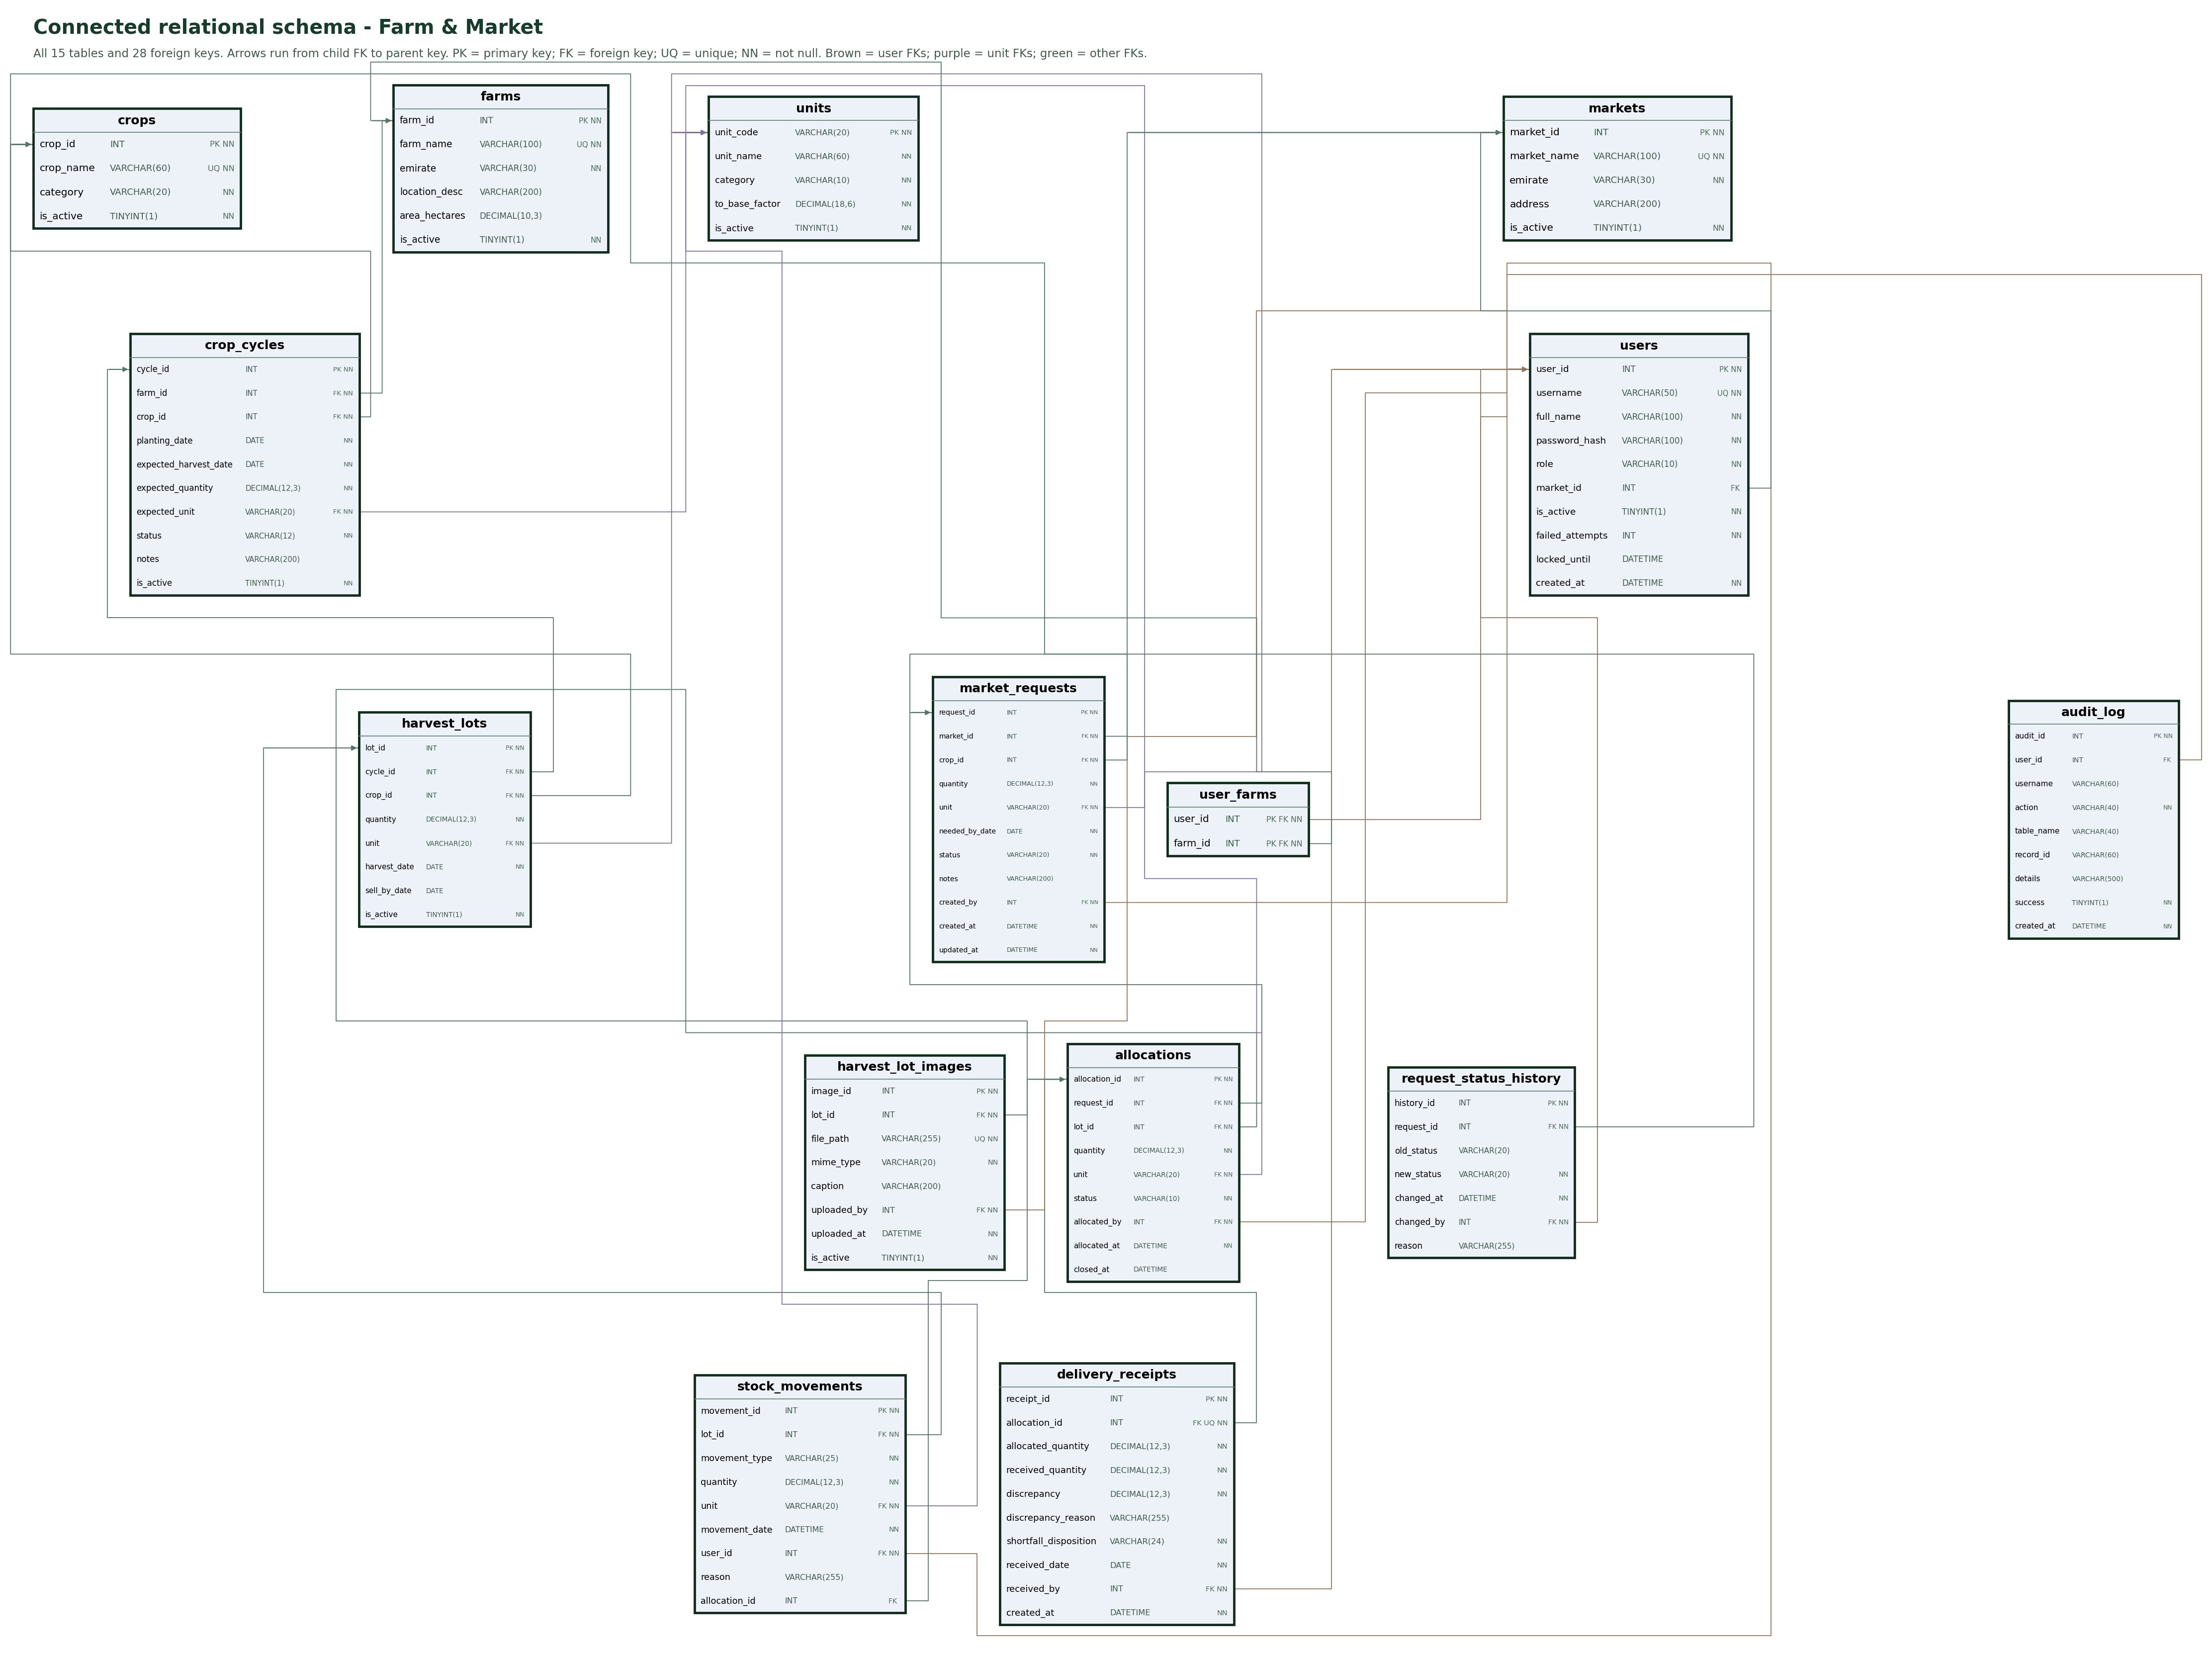 Connected relational schema - Farm & Market
All 15 tables and 28 foreign keys. Arrows run from child FK to parent key. PK = primary key; FK = foreign key; UQ = unique; NN = not null. Brown = user FKs; purple = unit FKs; green = other FKs.
crops
crop_id INT PK NN
crop_name VARCHAR(60) UQ NN
category VARCHAR(20) NN
is_active TINYINT(1) NN
farms
farm_id INT PK NN
farm_name VARCHAR(100) UQ NN
emirate VARCHAR(30) NN
location_desc VARCHAR(200)
area_hectares DECIMAL(10,3)
is_active TINYINT(1) NN
units
unit_code VARCHAR(20) PK NN
unit_name VARCHAR(60) NN
category VARCHAR(10) NN
to_base_factor DECIMAL(18,6) NN
is_active TINYINT(1) NN
markets
market_id INT PK NN
market_name VARCHAR(100) UQ NN
emirate VARCHAR(30) NN
address VARCHAR(200)
is_active TINYINT(1) NN
crop_cycles
cycle_id INT PK NN
farm_id INT FK NN
crop_id INT FK NN
planting_date DATE NN
expected_harvest_date DATE NN
expected_quantity DECIMAL(12,3) NN
expected_unit VARCHAR(20) FK NN
status VARCHAR(12) NN
notes VARCHAR(200)
is_active TINYINT(1) NN
users
user_id INT PK NN
username VARCHAR(50) UQ NN
full_name VARCHAR(100) NN
password_hash VARCHAR(100) NN
role VARCHAR(10) NN
market_id INT FK
is_active TINYINT(1) NN
failed_attempts INT NN
locked_until DATETIME
created_at DATETIME NN
harvest_lots
lot_id INT PK NN
cycle_id INT FK NN
crop_id INT FK NN
quantity DECIMAL(12,3) NN
unit VARCHAR(20) FK NN
harvest_date DATE NN
sell_by_date DATE
is_active TINYINT(1) NN
market_requests
request_id INT PK NN
market_id INT FK NN
crop_id INT FK NN
quantity DECIMAL(12,3) NN
unit VARCHAR(20) FK NN
needed_by_date DATE NN
status VARCHAR(20) NN
notes VARCHAR(200)
created_by INT FK NN
created_at DATETIME NN
updated_at DATETIME NN
user_farms
user_id INT PK FK NN
farm_id INT PK FK NN
audit_log
audit_id INT PK NN
user_id INT FK
username VARCHAR(60)
action VARCHAR(40) NN
table_name VARCHAR(40)
record_id VARCHAR(60)
details VARCHAR(500)
success TINYINT(1) NN
created_at DATETIME NN
harvest_lot_images
image_id INT PK NN
lot_id INT FK NN
file_path VARCHAR(255) UQ NN
mime_type VARCHAR(20) NN
caption VARCHAR(200)
uploaded_by INT FK NN
uploaded_at DATETIME NN
is_active TINYINT(1) NN
allocations
allocation_id INT PK NN
request_id INT FK NN
lot_id INT FK NN
quantity DECIMAL(12,3) NN
unit VARCHAR(20) FK NN
status VARCHAR(10) NN
allocated_by INT FK NN
allocated_at DATETIME NN
closed_at DATETIME
request_status_history
history_id INT PK NN
request_id INT FK NN
old_status VARCHAR(20)
new_status VARCHAR(20) NN
changed_at DATETIME NN
changed_by INT FK NN
reason VARCHAR(255)
stock_movements
movement_id INT PK NN
lot_id INT FK NN
movement_type VARCHAR(25) NN
quantity DECIMAL(12,3) NN
unit VARCHAR(20) FK NN
movement_date DATETIME NN
user_id INT FK NN
reason VARCHAR(255)
allocation_id INT FK
delivery_receipts
receipt_id INT PK NN
allocation_id INT FK UQ NN
allocated_quantity DECIMAL(12,3) NN
received_quantity DECIMAL(12,3) NN
discrepancy DECIMAL(12,3) NN
discrepancy_reason VARCHAR(255)
shortfall_disposition VARCHAR(24) NN
received_date DATE NN
received_by INT FK NN
created_at DATETIME NN